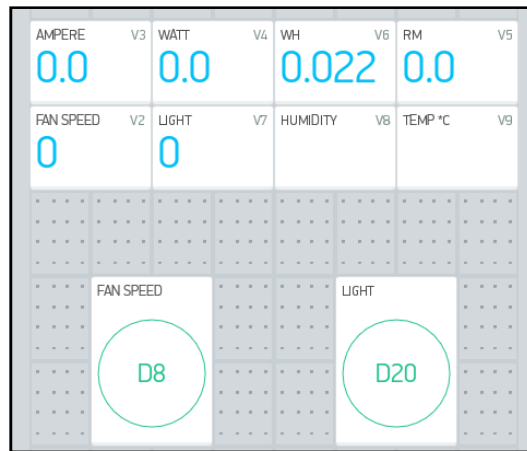 AMPERE V3 WATT V4 WH V6 RM V5
0.0 0.0 0.022 0.0
FAN SPEED V2 LIGHT V7 HUMIDITY V8 TEMP *C V9
0 0
FAN SPEED LIGHT
D8 D20